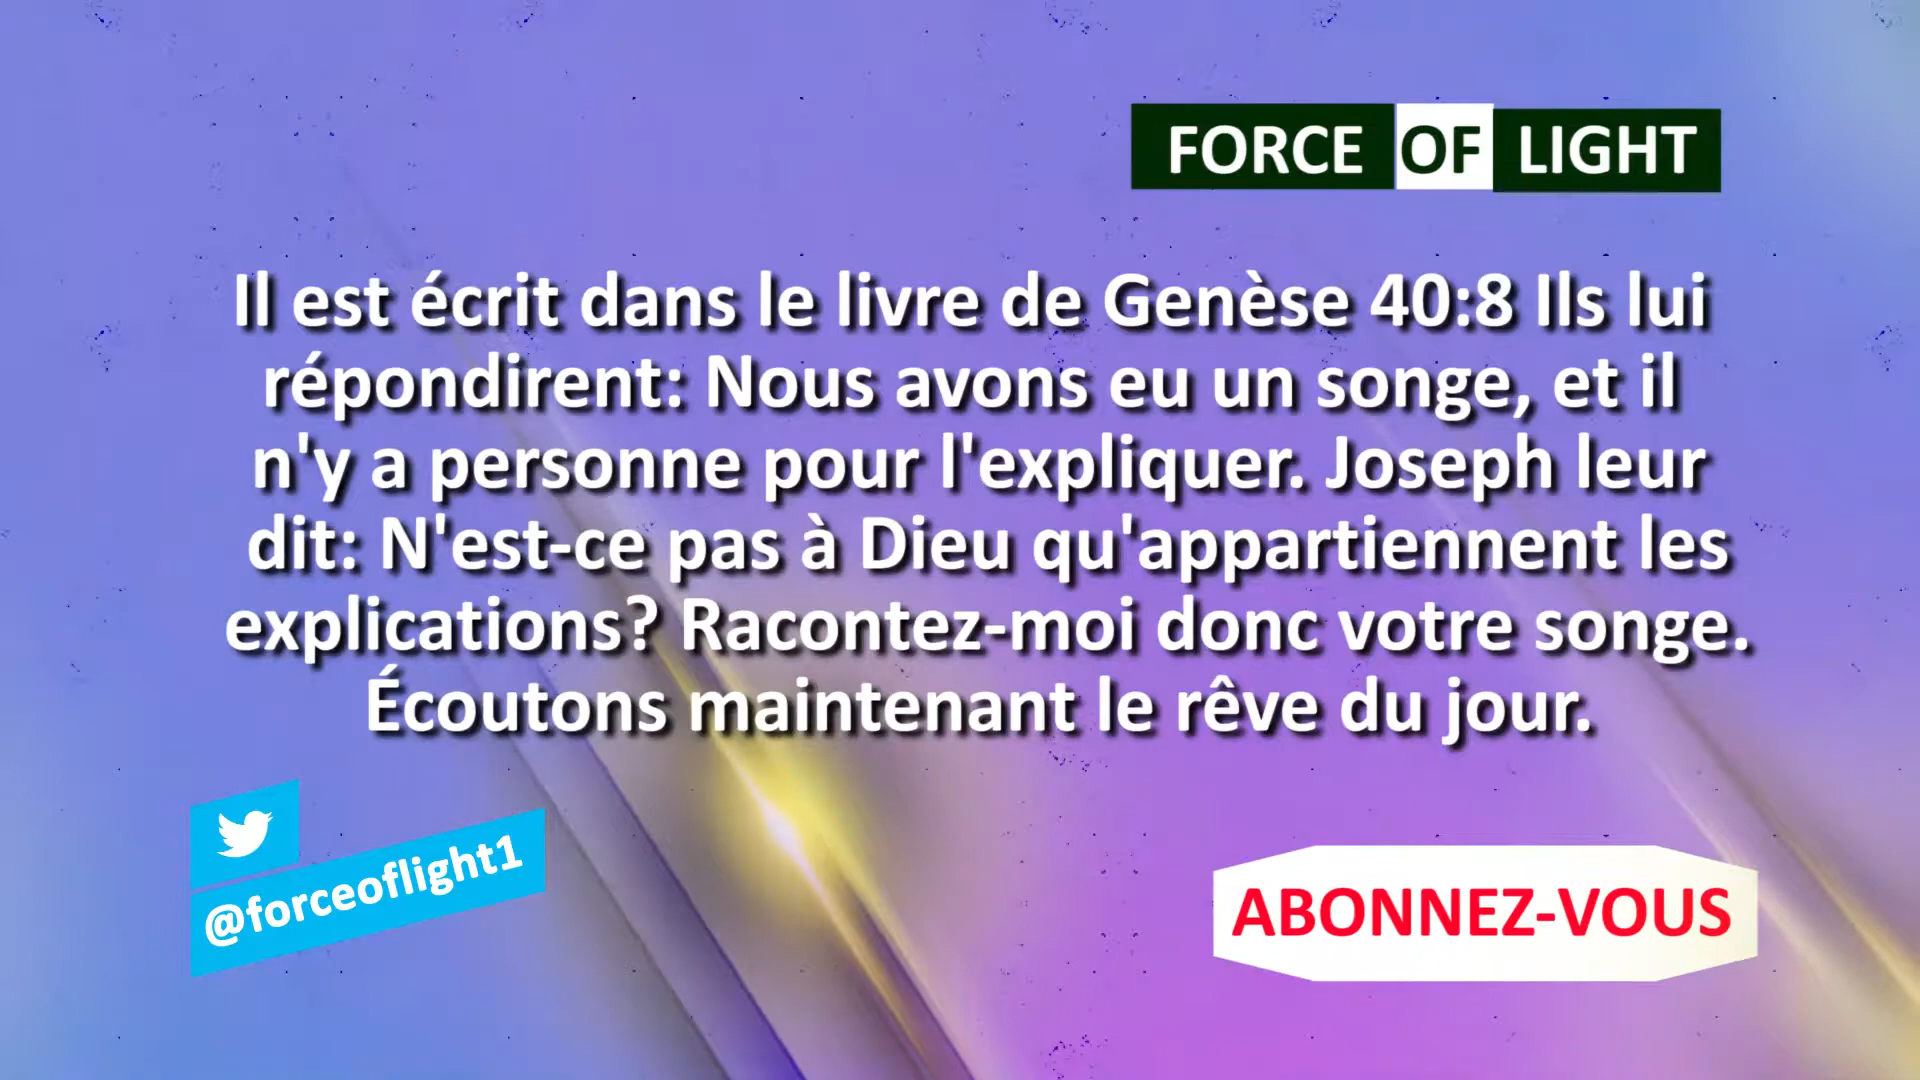 FORCE OF LIGHT
Il est écrit dans le livre de Genèse 40:8 Ils lui
répondirent: Nous avons eu un songe, et il
n'y a personne pour l'expliquer. Joseph leur
dit: N'est-ce pas à Dieu qu'appartiennent les
explications? Racontez-moi donc votre songe.
Écoutons maintenant le rêve du jour.
@forceoflight1
ABONNEZ-VOUS